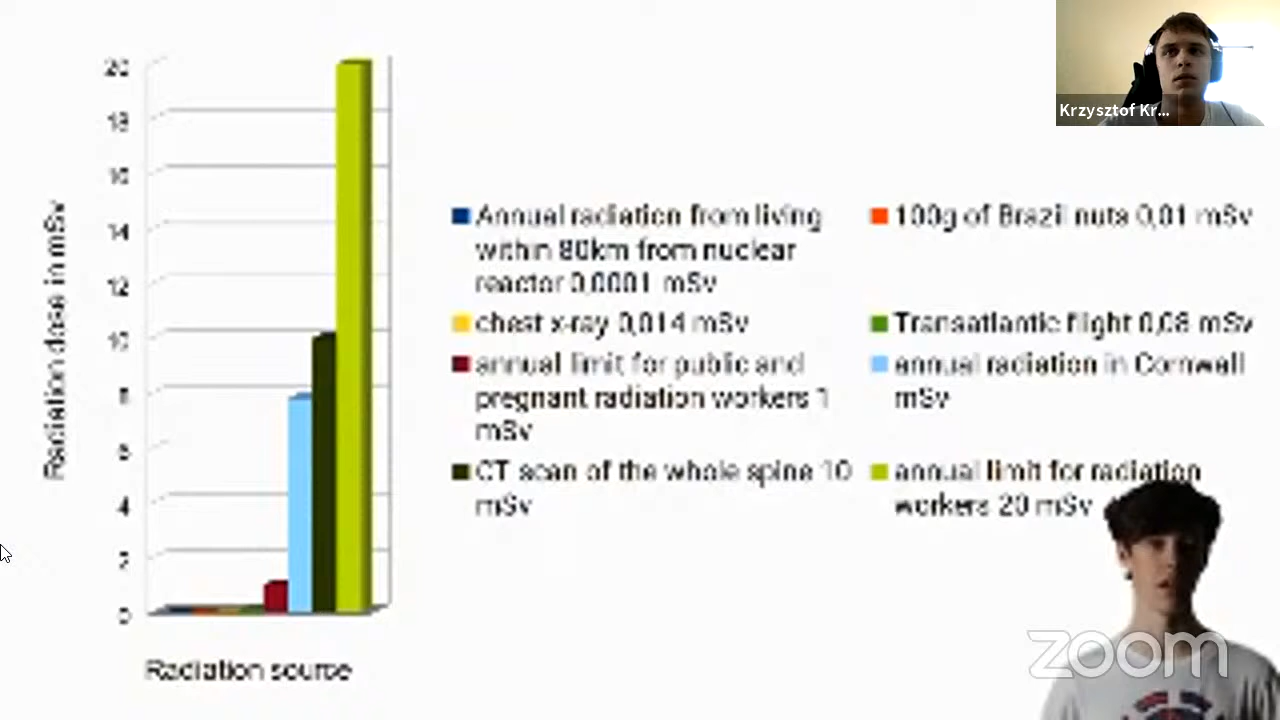 Krzysztof Kr...
20
18
16
14
12
10
8
6
4
2
0
Radiation dose in mSv
Radiation source
Annual radiation from living
within 80km from nuclear
reactor 0,0001 mSv
100g of Brazil nuts 0,01 mSv
chest x-ray 0,014 mSv
Transatlantic flight 0,08 mSv
annual limit for public and
pregnant radiation workers 1
mSv
annual radiation in Cornwall
mSv
CT scan of the whole spine 10
mSv
annual limit for radiation
workers 20 mSv
zoom